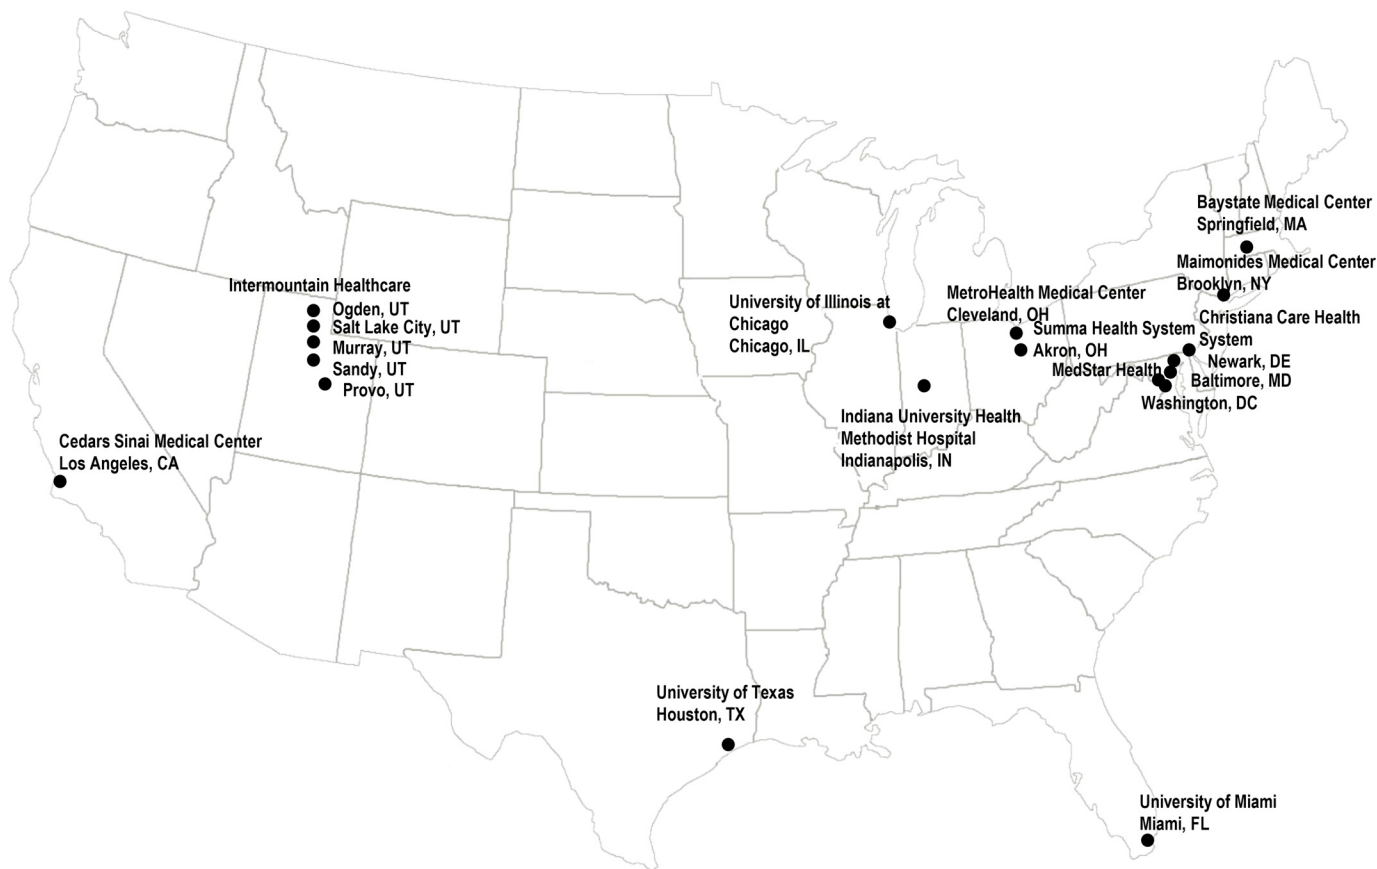 Baystate Medical Center
Springfield, MA
Maimonides Medical Center
Brooklyn, NY
Intermountain Healthcare
Ogden, UT
Salt Lake City, UT
Murray, UT
Sandy, UT
Provo, UT
University of Illinois at
Chicago
Chicago, IL
MetroHealth Medical Center
Cleveland, OH
Summa Health System
Akron, OH
Christiana Care Health
System
Newark, DE
MedStar Health
Baltimore, MD
Washington, DC
Indiana University Health
Methodist Hospital
Indianapolis, IN
Cedars Sinai Medical Center
Los Angeles, CA
University of Texas
Houston, TX
University of Miami
Miami, FL